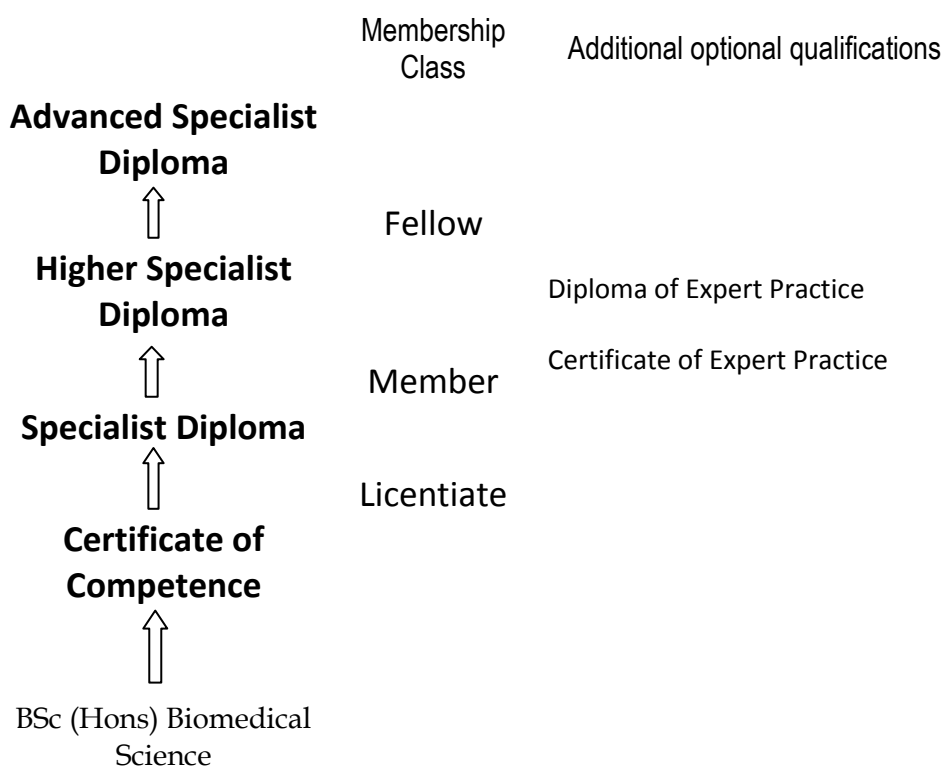 Membership
Class
Additional optional qualifications
Advanced Specialist
Diploma
Fellow
Higher Specialist
Diploma
Diploma of Expert Practice
Certificate of Expert Practice
Member
Specialist Diploma
Licentiate
Certificate of
Competence
BSc (Hons) Biomedical
Science